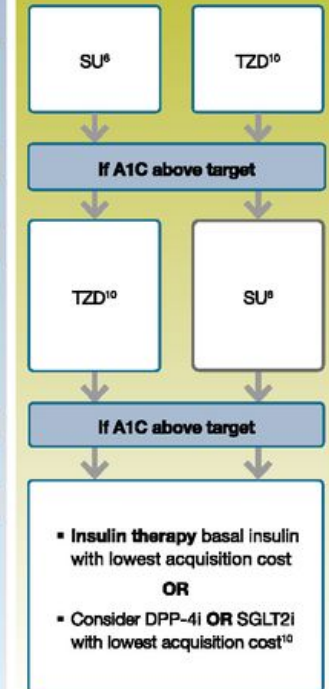 SU⁶
TZD¹⁰
If A1C above target
TZD¹⁰
SU⁶
If A1C above target
▪ Insulin therapy basal insulin
with lowest acquisition cost
OR
▪ Consider DPP-4i OR SGLT2i
with lowest acquisition cost¹⁰